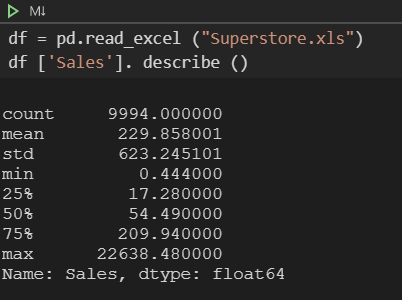 M↓
df = pd.read_excel ("Superstore.xls")
df ['Sales']. describe ()
count 9994.000000
mean 229.858001
std 623.245101
min 0.444000
25% 17.280000
50% 54.490000
75% 209.940000
max 22638.480000
Name: Sales, dtype: float64